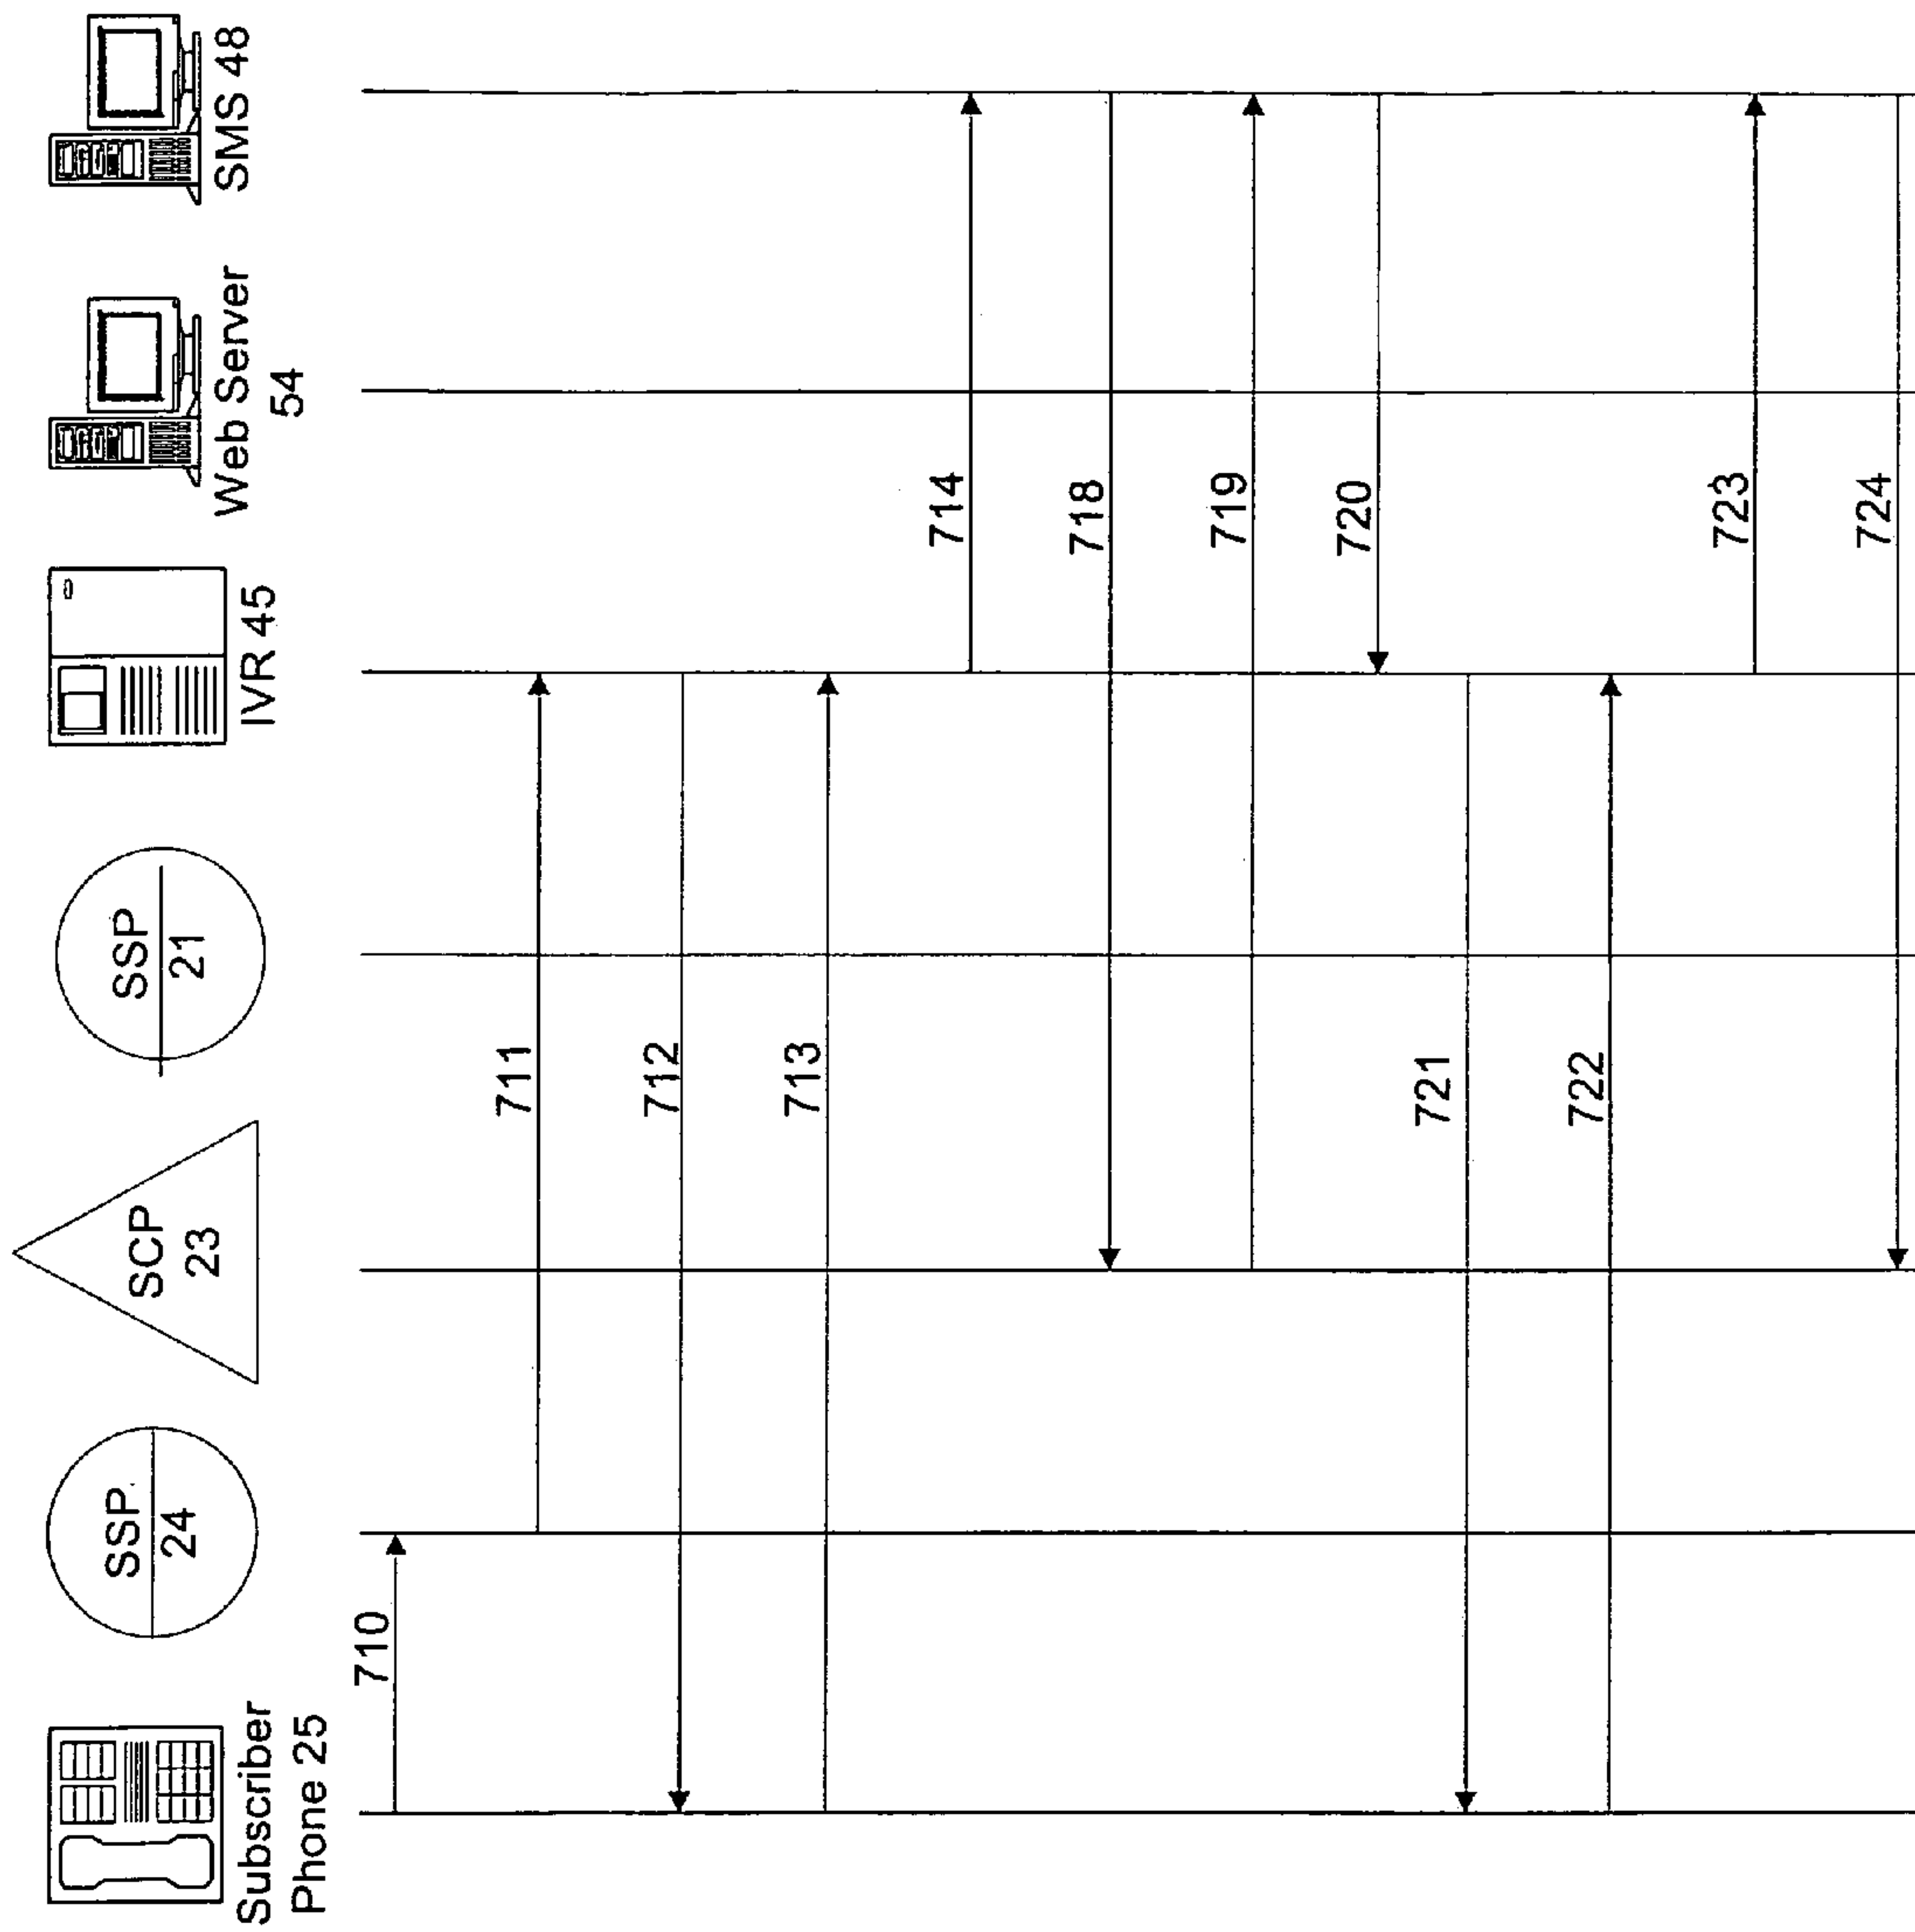 Subscriber
Phone 25
SSP
24
SCP
23
SSP
21
IVR 45
Web Server
54
SMS 48
710
711
712
713
714
718
719
720
721
722
723
724